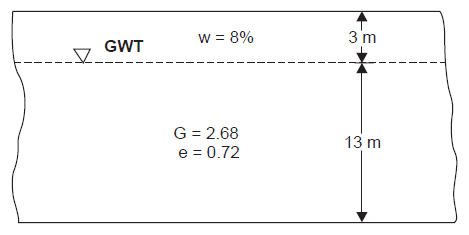 w = 8%
3 m
GWT
G = 2.68
e = 0.72
13 m